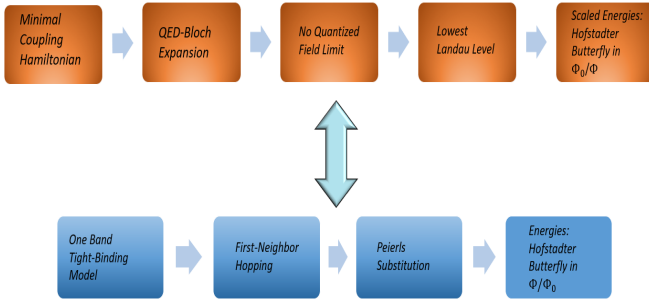 Minimal
Coupling
Hamiltonian
QED-Bloch
Expansion
No Quantized
Field Limit
Lowest
Landau Level
Scaled Energies:
Hofstadter
Butterfly in
Φ₀/Φ
One Band
Tight-Binding
Model
First-Neighbor
Hopping
Peierls
Substitution
Energies:
Hofstadter
Butterfly in
Φ/Φ₀